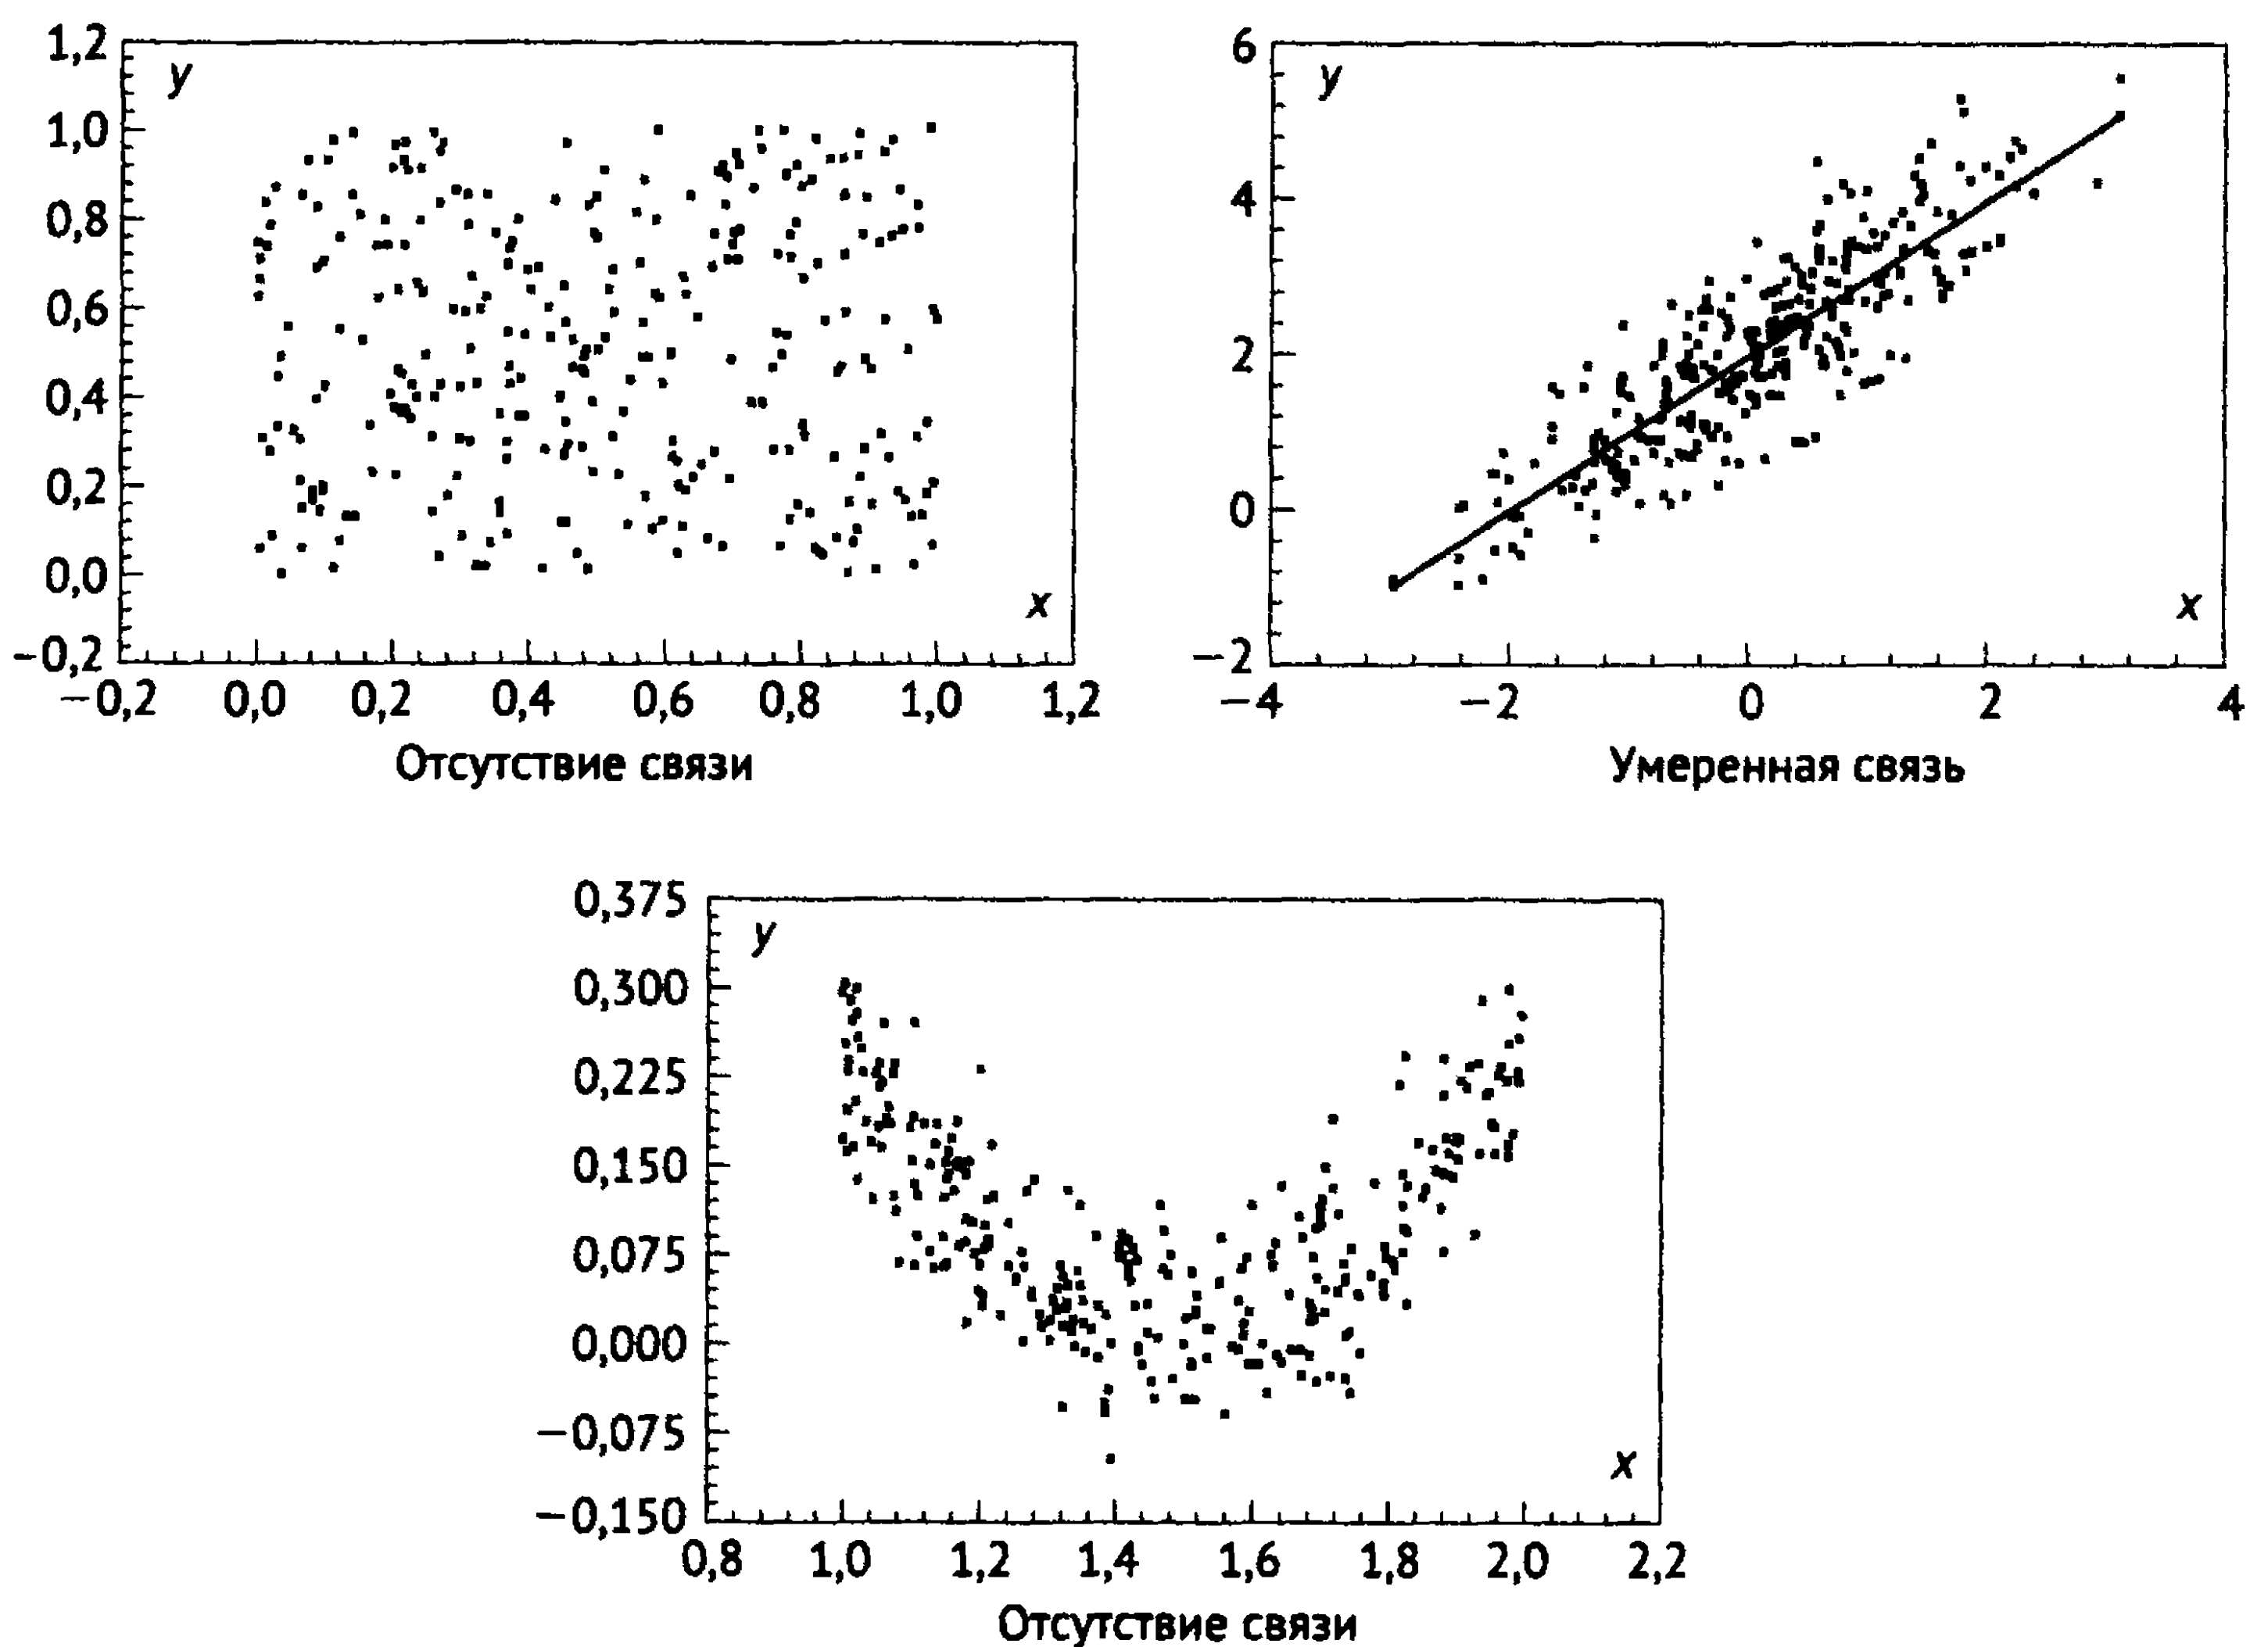 1,2
y
1,0
0,8
0,6
0,4
0,2
0,0
x
−0,2
−0,2 0,0 0,2 0,4 0,6 0,8 1,0 1,2
Отсутствие связи
6
y
4
2
0
x
−2
−4 −2 0 2 4
Умеренная связь
0,375
y
0,300
0,225
0,150
0,075
0,000
−0,075
x
−0,150
0,8 1,0 1,2 1,4 1,6 1,8 2,0 2,2
Отсутствие связи